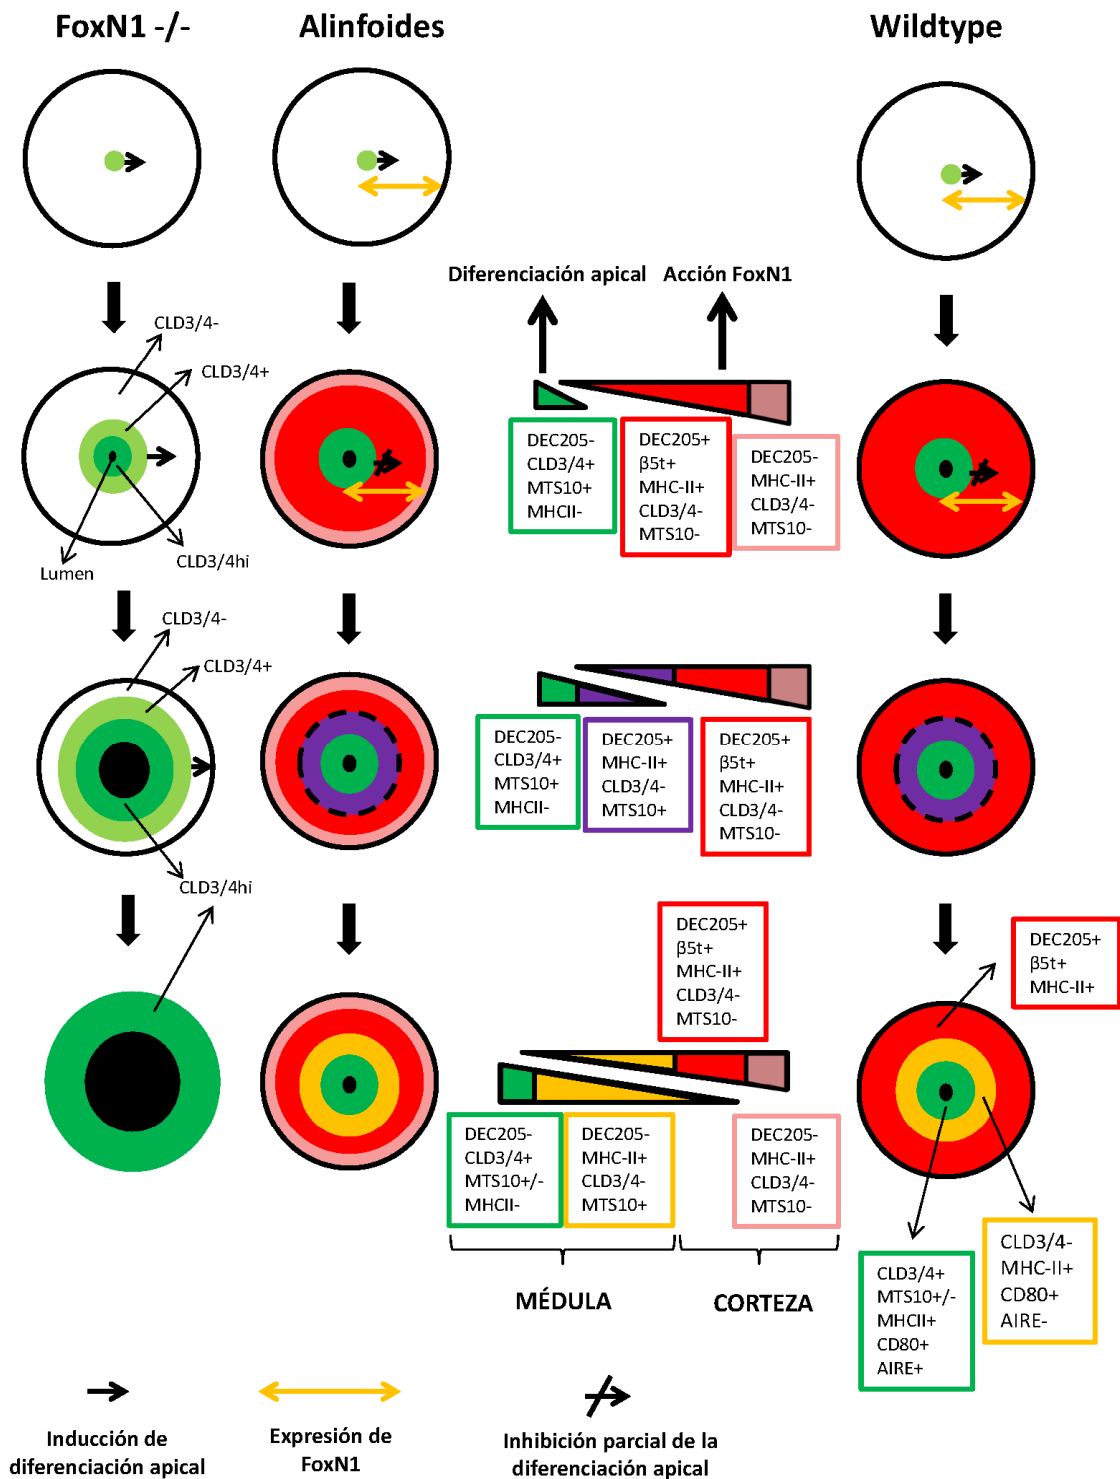 FoxN1 -/-
Alinfoides
Wildtype
Diferenciación apical
Acción FoxN1
CLD3/4-
CLD3/4+
CLD3/4hi
Lumen
DEC205-
CLD3/4+
MTS10+
MHCII-
DEC205+
β5t+
MHC-II+
CLD3/4-
MTS10-
DEC205-
MHC-II+
CLD3/4-
MTS10-
CLD3/4-
CLD3/4+
CLD3/4hi
DEC205-
CLD3/4+
MTS10+
MHCII-
DEC205+
MHC-II+
CLD3/4-
MTS10+
DEC205+
β5t+
MHC-II+
CLD3/4-
MTS10-
DEC205+
β5t+
MHC-II+
CLD3/4-
MTS10-
DEC205+
β5t+
MHC-II+
DEC205-
CLD3/4+
MTS10+/-
MHCII-
DEC205-
MHC-II+
CLD3/4-
MTS10+
DEC205-
MHC-II+
CLD3/4-
MTS10-
MÉDULA
CORTEZA
CLD3/4+
MTS10+/-
MHCII+
CD80+
AIRE+
CLD3/4-
MHC-II+
CD80+
AIRE-
Inducción de
diferenciación apical
Expresión de
FoxN1
Inhibición parcial de la
diferenciación apical